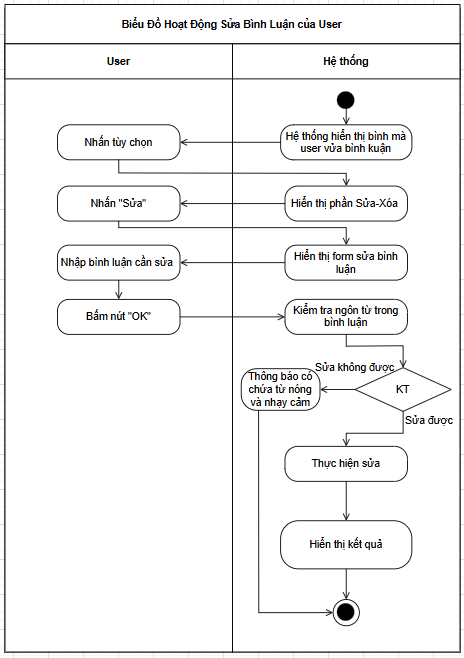 Biểu Đồ Hoạt Động Sửa Bình Luận của User
User
Hệ thống
Hệ thống hiển thị bình mà
user vừa bình kuận
Nhấn tùy chọn
Hiển thị phần Sửa-Xóa
Nhấn "Sửa"
Hiển thị form sửa bình
luận
Nhập bình luận cần sửa
Bấm nút "OK"
Kiểm tra ngôn từ trong
bình luận
Sửa không được
KT
Thông báo có
chứa từ nóng
và nhạy cảm
Sửa được
Thực hiện sửa
Hiển thị kết quả